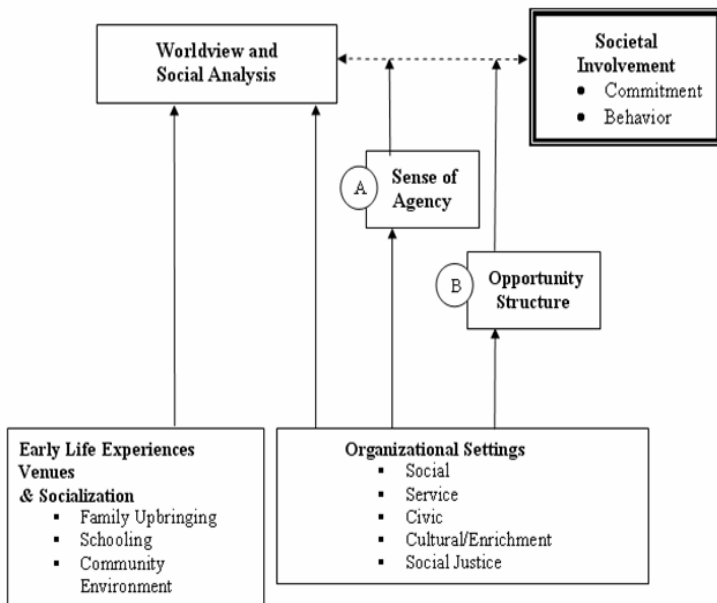 Worldview and
Social Analysis
Societal
Involvement
● Commitment
● Behavior
A
Sense of
Agency
B
Opportunity
Structure
Early Life Experiences
Venues
& Socialization
▪ Family Upbringing
▪ Schooling
▪ Community
Environment
Organizational Settings
▪ Social
▪ Service
▪ Civic
▪ Cultural/Enrichment
▪ Social Justice